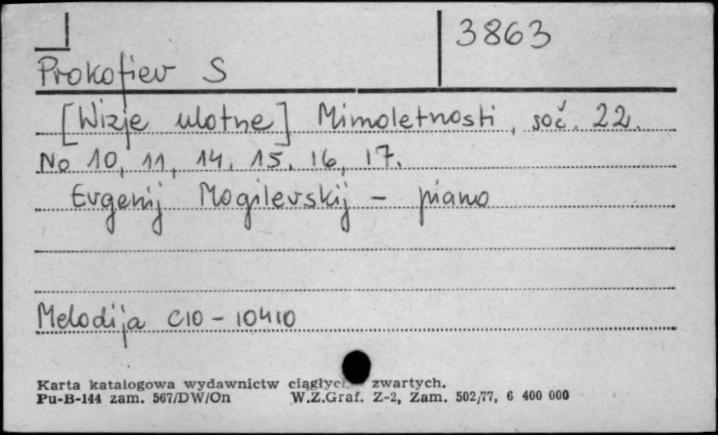 3863
Prokofiev S
[Wizje ulotne] Mimoletnosti, soč. 22.
No 10, 11, 14, 15, 16, 17.
Evgenij Mogilevskij - piano
Melodija C10-10410
Karta katalogowa wydawnictw ciągłyc zwartych.
Pu-B-144 zam. 567/DW/On W.Z.Graf. Z-2, Zam. 502/77, 6 400 000